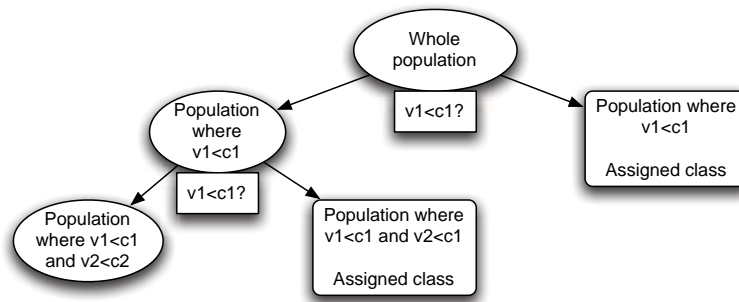 Whole
population
v1<c1?
Population
where
v1<c1
Population where
v1<c1
Assigned class
v1<c1?
Population
where v1<c1
and v2<c2
Population where
v1<c1 and v2<c1
Assigned class